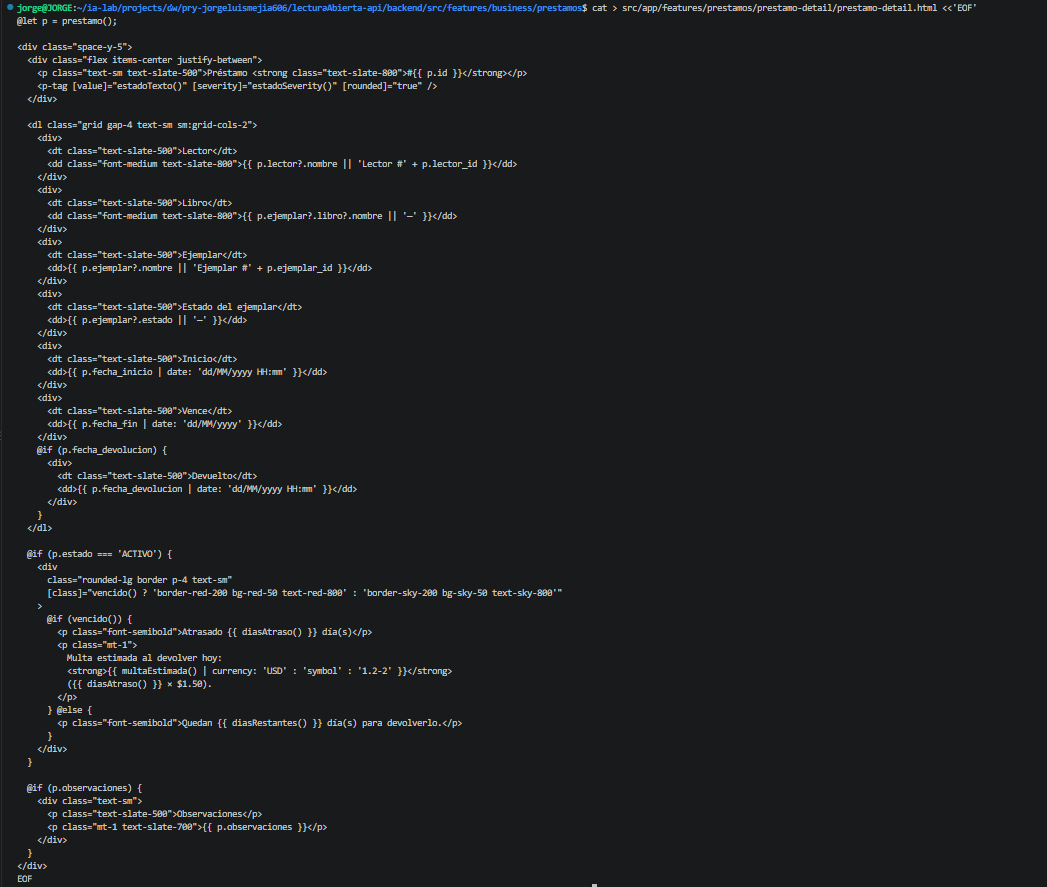 jorge@JORGE:~/ia-lab/projects/dw/pry-jorgeluismejia606/lecturaAbierta-api/backend/src/features/business/prestamos$ cat > src/app/features/prestamos/prestamo-detail/prestamo-detail.html <<'EOF'
@let p = prestamo();

<div class="space-y-5">
  <div class="flex items-center justify-between">
    <p class="text-sm text-slate-500">Préstamo <strong class="text-slate-800">#{{ p.id }}</strong></p>
    <p-tag [value]="estadoTexto()" [severity]="estadoSeverity()" [rounded]="true" />
  </div>

  <dl class="grid gap-4 text-sm sm:grid-cols-2">
    <div>
      <dt class="text-slate-500">Lector</dt>
      <dd class="font-medium text-slate-800">{{ p.lector?.nombre || 'Lector #' + p.lector_id }}</dd>
    </div>
    <div>
      <dt class="text-slate-500">Libro</dt>
      <dd class="font-medium text-slate-800">{{ p.ejemplar?.libro?.nombre || '—' }}</dd>
    </div>
    <div>
      <dt class="text-slate-500">Ejemplar</dt>
      <dd>{{ p.ejemplar?.nombre || 'Ejemplar #' + p.ejemplar_id }}</dd>
    </div>
    <div>
      <dt class="text-slate-500">Estado del ejemplar</dt>
      <dd>{{ p.ejemplar?.estado || '—' }}</dd>
    </div>
    <div>
      <dt class="text-slate-500">Inicio</dt>
      <dd>{{ p.fecha_inicio | date: 'dd/MM/yyyy HH:mm' }}</dd>
    </div>
    <div>
      <dt class="text-slate-500">Vence</dt>
      <dd>{{ p.fecha_fin | date: 'dd/MM/yyyy' }}</dd>
    </div>
    @if (p.fecha_devolucion) {
      <div>
        <dt class="text-slate-500">Devuelto</dt>
        <dd>{{ p.fecha_devolucion | date: 'dd/MM/yyyy HH:mm' }}</dd>
      </div>
    }
  </dl>

  @if (p.estado === 'ACTIVO') {
    <div
      class="rounded-lg border p-4 text-sm"
      [class]="vencido() ? 'border-red-200 bg-red-50 text-red-800' : 'border-sky-200 bg-sky-50 text-sky-800'"
    >
      @if (vencido()) {
        <p class="font-semibold">Atrasado {{ diasAtraso() }} día(s)</p>
        <p class="mt-1">
          Multa estimada al devolver hoy:
          <strong>{{ multaEstimada() | currency: 'USD' : 'symbol' : '1.2-2' }}</strong>
          ({{ diasAtraso() }} × $1.50).
        </p>
      } @else {
        <p class="font-semibold">Quedan {{ diasRestantes() }} día(s) para devolverlo.</p>
      }
    </div>
  }

  @if (p.observaciones) {
    <div class="text-sm">
      <p class="text-slate-500">Observaciones</p>
      <p class="mt-1 text-slate-700">{{ p.observaciones }}</p>
    </div>
  }
</div>
EOF